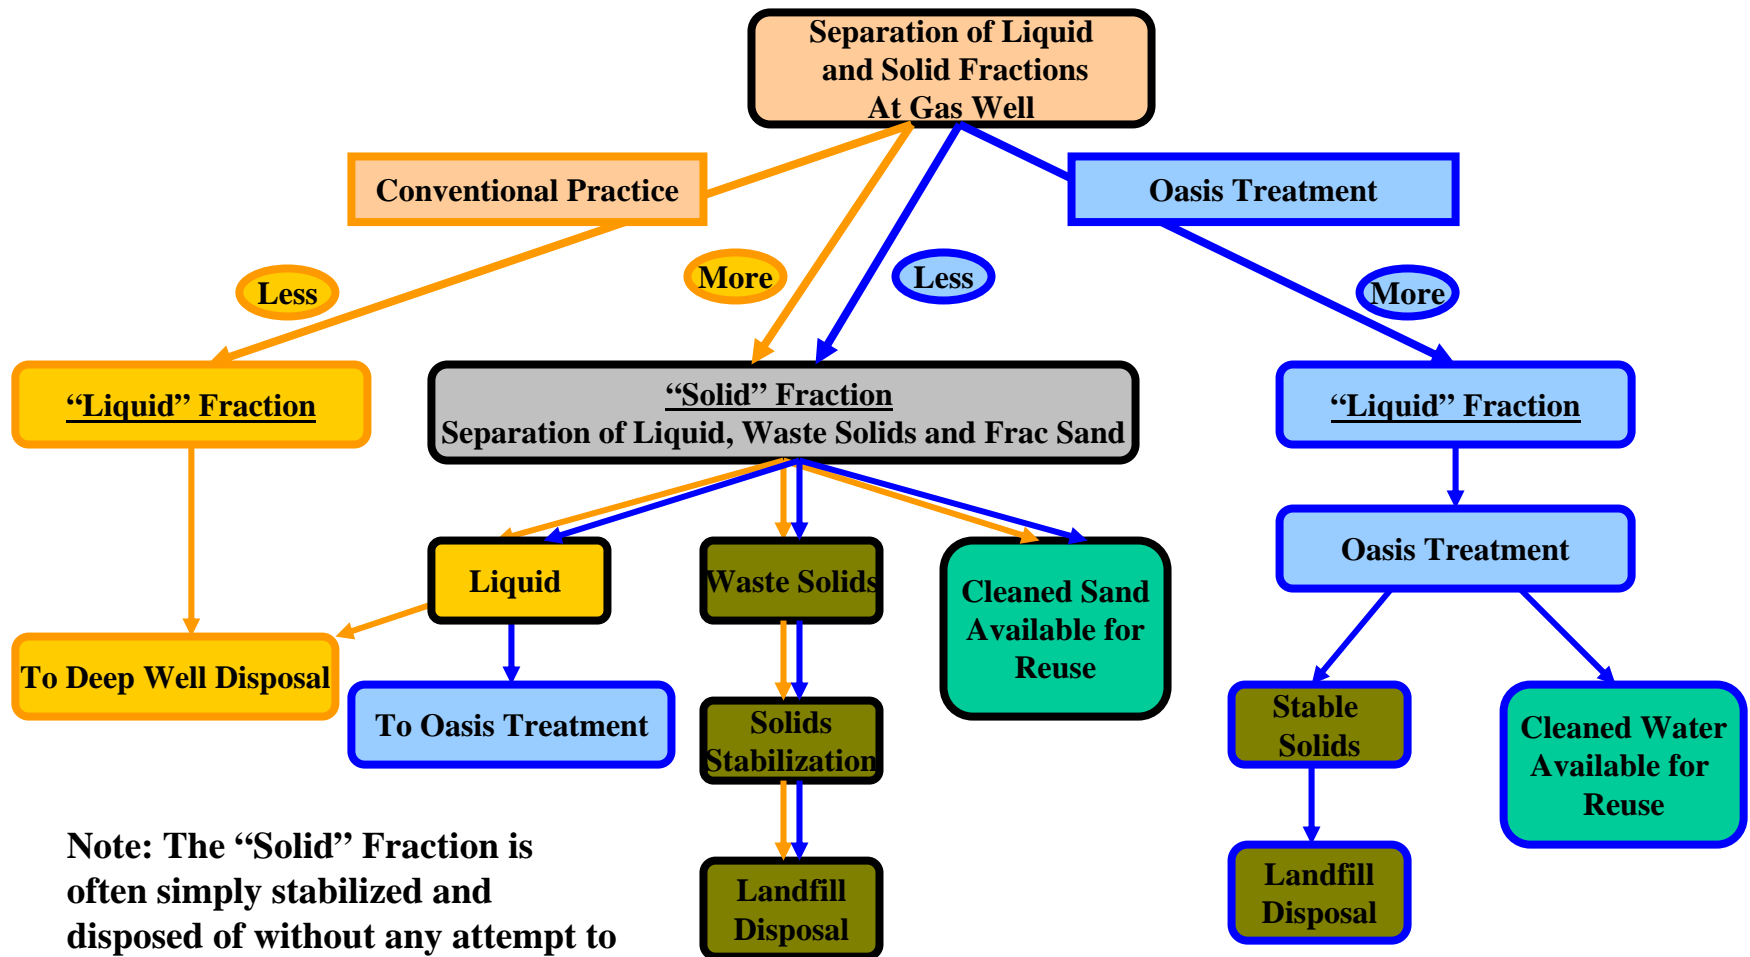 Separation of Liquid
and Solid Fractions
At Gas Well
Conventional Practice
Oasis Treatment
Less
More
Less
More
“Liquid” Fraction
“Solid” Fraction
Separation of Liquid, Waste Solids and Frac Sand
“Liquid” Fraction
Liquid
Waste Solids
Cleaned Sand
Available for
Reuse
Oasis Treatment
To Deep Well Disposal
To Oasis Treatment
Solids
Stabilization
Stable
Solids
Cleaned Water
Available for
Reuse
Landfill
Disposal
Landfill
Disposal
Note: The “Solid” Fraction is
often simply stabilized and
disposed of without any attempt to